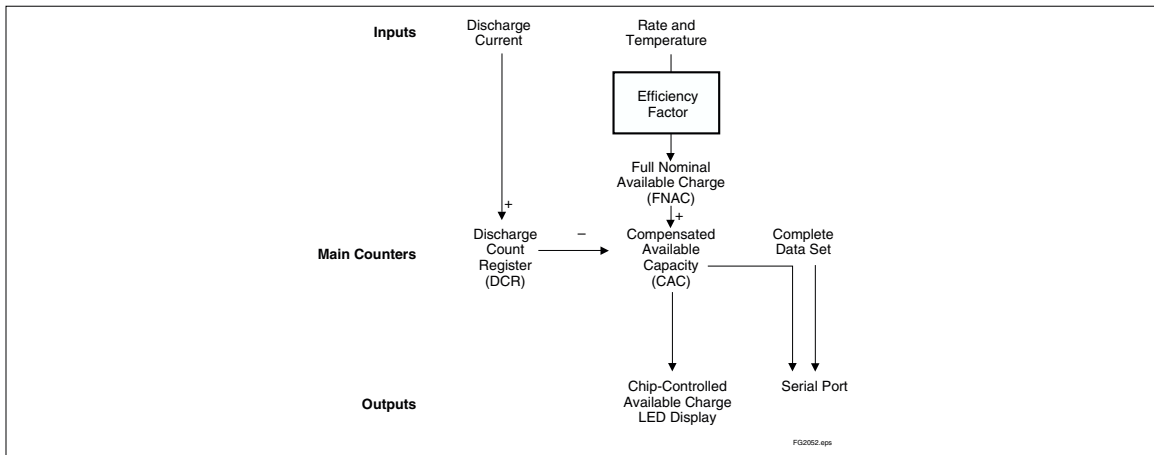 Inputs
Discharge
Current
Rate and
Temperature
Efficiency
Factor
Full Nominal
Available Charge
(FNAC)
+
+
Main Counters
Discharge
Count
Register
(DCR)
–
Compensated
Available
Capacity
(CAC)
Complete
Data Set
Outputs
Chip-Controlled
Available Charge
LED Display
Serial Port
FG2052.eps